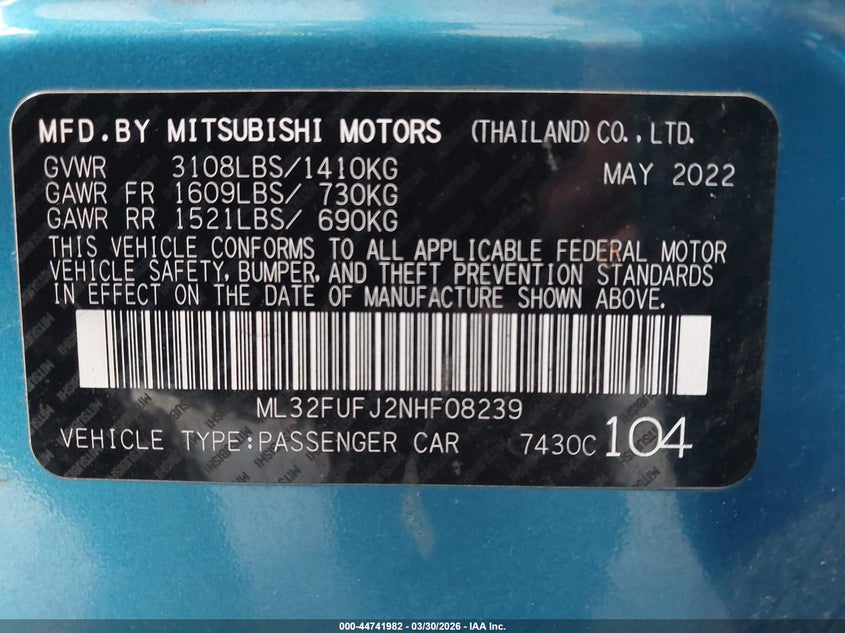 MFD.BY MITSUBISHI MOTORS (THAILAND) CO., LTD.
GVWR 3108LBS/1410KG MAY 2022
GAWR FR 1609LBS/ 730KG
GAWR RR 1521LBS/ 690KG
THIS VEHICLE CONFORMS TO ALL APPLICABLE FEDERAL MOTOR
VEHICLE SAFETY, BUMPER, AND THEFT PREVENTION STANDARDS
IN EFFECT ON THE DATE OF MANUFACTURE SHOWN ABOVE.
ML32FUFJ2NHF08239
VEHICLE TYPE:PASSENGER CAR 7430C 104
000-44741982 - 03/30/2026 - IAA Inc.